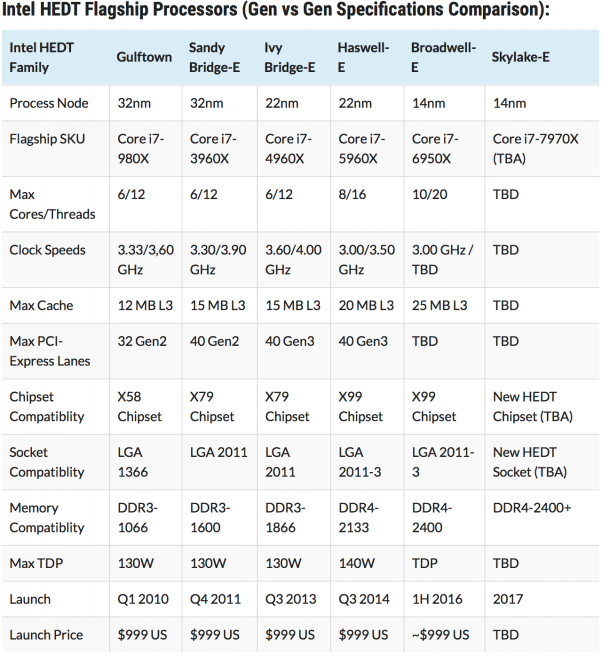 Intel HEDT Flagship Processors (Gen vs Gen Specifications Comparison):
Intel HEDT Family Gulftown Sandy Bridge-E Ivy Bridge-E Haswell-E Broadwell-E Skylake-E
Process Node 32nm 32nm 22nm 22nm 14nm 14nm
Flagship SKU Core i7-980X Core i7-3960X Core i7-4960X Core i7-5960X Core i7-6950X Core i7-7970X (TBA)
Max Cores/Threads 6/12 6/12 6/12 8/16 10/20 TBD
Clock Speeds 3.33/3,60 GHz 3.30/3.90 GHz 3.60/4.00 GHz 3.00/3.50 GHz 3.00 GHz / TBD TBD
Max Cache 12 MB L3 15 MB L3 15 MB L3 20 MB L3 25 MB L3 TBD
Max PCI-Express Lanes 32 Gen2 40 Gen2 40 Gen3 40 Gen3 TBD TBD
Chipset Compatiblity X58 Chipset X79 Chipset X79 Chipset X99 Chipset X99 Chipset New HEDT Chipset (TBA)
Socket Compatiblity LGA 1366 LGA 2011 LGA 2011 LGA 2011-3 LGA 2011-3 New HEDT Socket (TBA)
Memory Compatiblity DDR3-1066 DDR3-1600 DDR3-1866 DDR4-2133 DDR4-2400 DDR4-2400+
Max TDP 130W 130W 130W 140W TDP TBD
Launch Q1 2010 Q4 2011 Q3 2013 Q3 2014 1H 2016 2017
Launch Price $999 US $999 US $999 US $999 US ~$999 US TBD